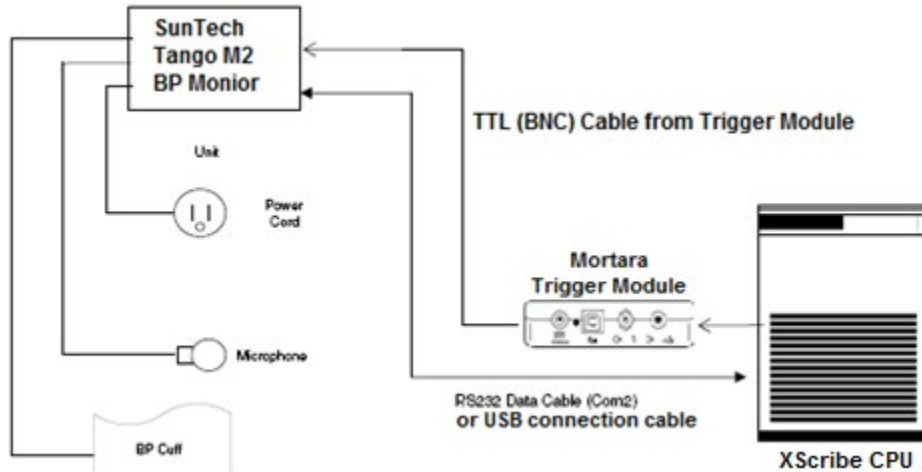 SunTech
Tango M2
BP Monior
TTL (BNC) Cable from Trigger Module
Unit
Power
Cord
Mortara
Trigger Module
Microphone
RS232 Data Cable (Com2)
or USB connection cable
BP Cuff
XScribe CPU